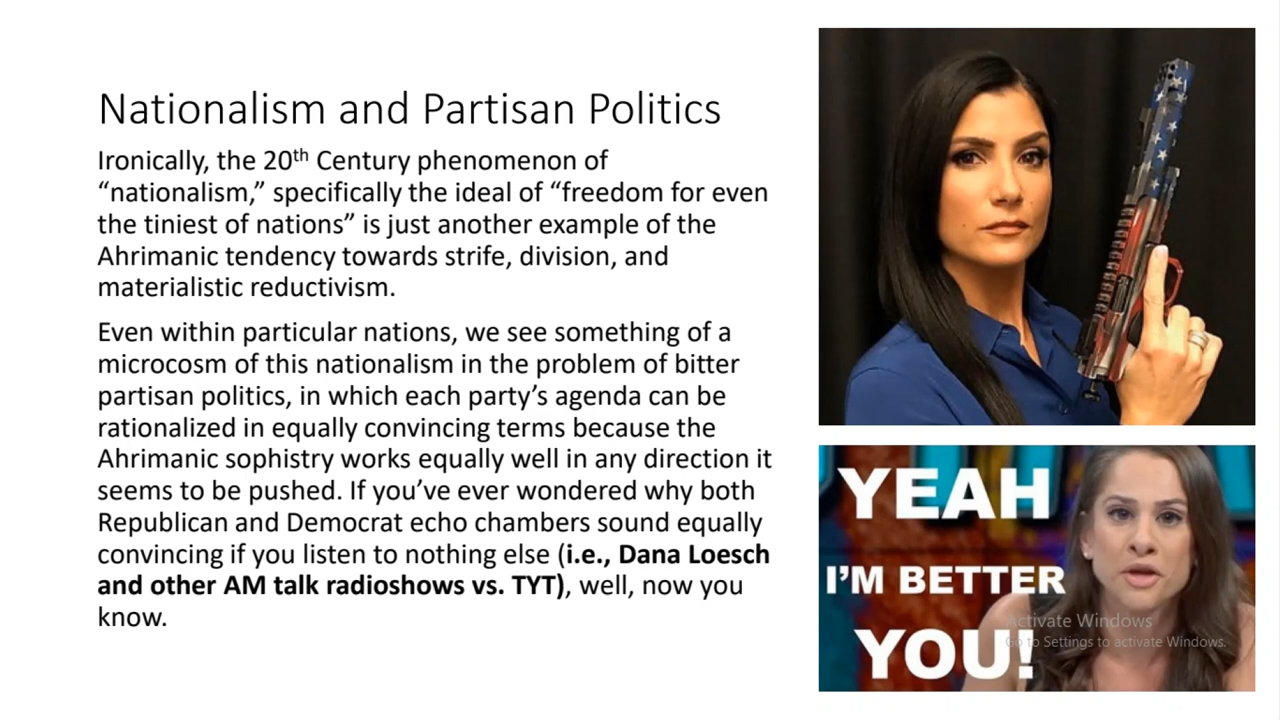 Nationalism and Partisan Politics
Ironically, the 20th Century phenomenon of
“nationalism,” specifically the ideal of “freedom for even
the tiniest of nations” is just another example of the
Ahrimanic tendency towards strife, division, and
materialistic reductivism.
Even within particular nations, we see something of a
microcosm of this nationalism in the problem of bitter
partisan politics, in which each party’s agenda can be
rationalized in equally convincing terms because the
Ahrimanic sophistry works equally well in any direction it
seems to be pushed. If you’ve ever wondered why both
Republican and Democrat echo chambers sound equally
convincing if you listen to nothing else (i.e., Dana Loesch
and other AM talk radioshows vs. TYT), well, now you
know.
YEAH
I’M BETTER
YOU!
Activate Windows
Go to Settings to activate Windows.